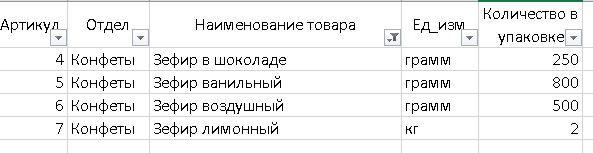 Артикул Отдел Наименование товара Ед_изм Количество в упаковке
4 Конфеты Зефир в шоколаде грамм 250
5 Конфеты Зефир ванильный грамм 800
6 Конфеты Зефир воздушный грамм 500
7 Конфеты Зефир лимонный кг 2